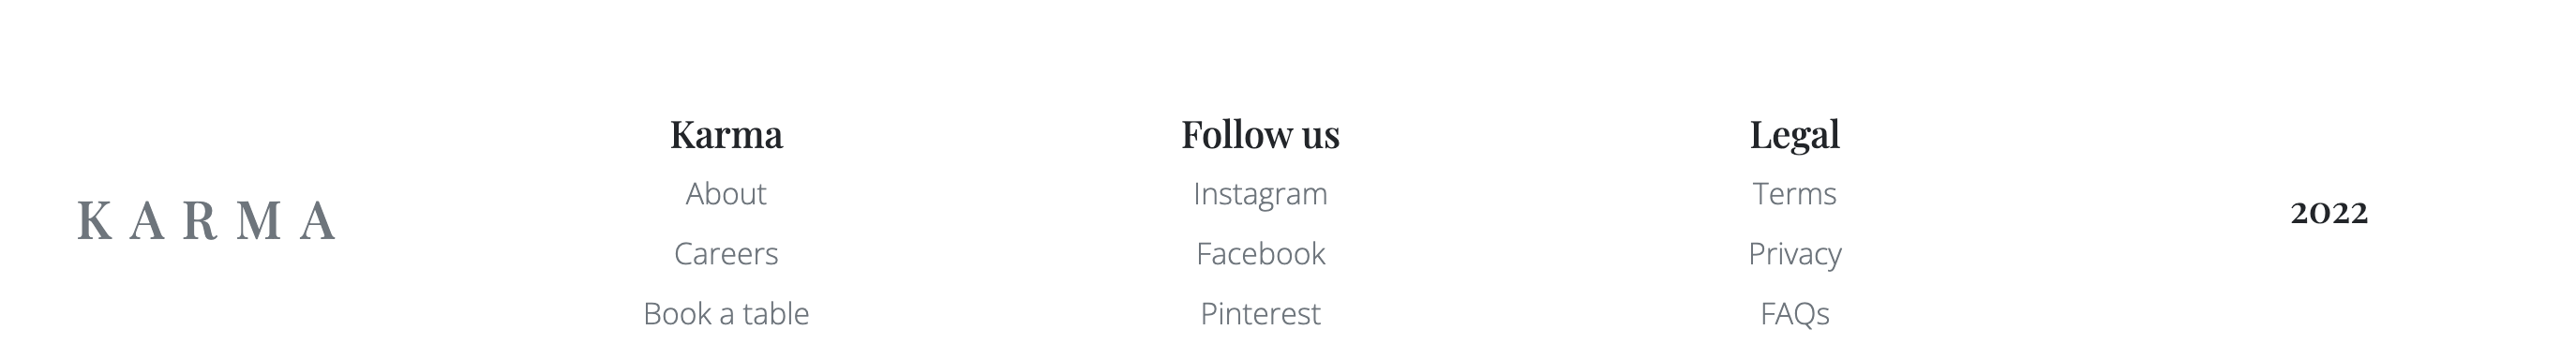 KARMA
Karma
About
Careers
Book a table
Follow us
Instagram
Facebook
Pinterest
Legal
Terms
Privacy
FAQs
2022